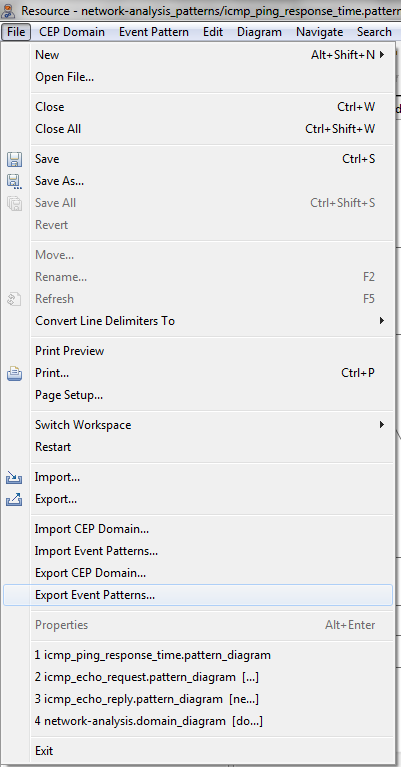 Resource - network-analysis_patterns/icmp_ping_response_time.pattern
File CEP Domain Event Pattern Edit Diagram Navigate Search
New Alt+Shift+N
Open File...
Close Ctrl+W
Close All Ctrl+Shift+W
Save Ctrl+S
Save As...
Save All Ctrl+Shift+S
Revert
Move...
Rename... F2
Refresh F5
Convert Line Delimiters To
Print Preview
Print... Ctrl+P
Page Setup...
Switch Workspace
Restart
Import...
Export...
Import CEP Domain...
Import Event Patterns...
Export CEP Domain...
Export Event Patterns...
Properties Alt+Enter
1 icmp_ping_response_time.pattern_diagram
2 icmp_echo_request.pattern_diagram [...]
3 icmp_echo_reply.pattern_diagram [ne...]
4 network-analysis.domain_diagram [do...]
Exit